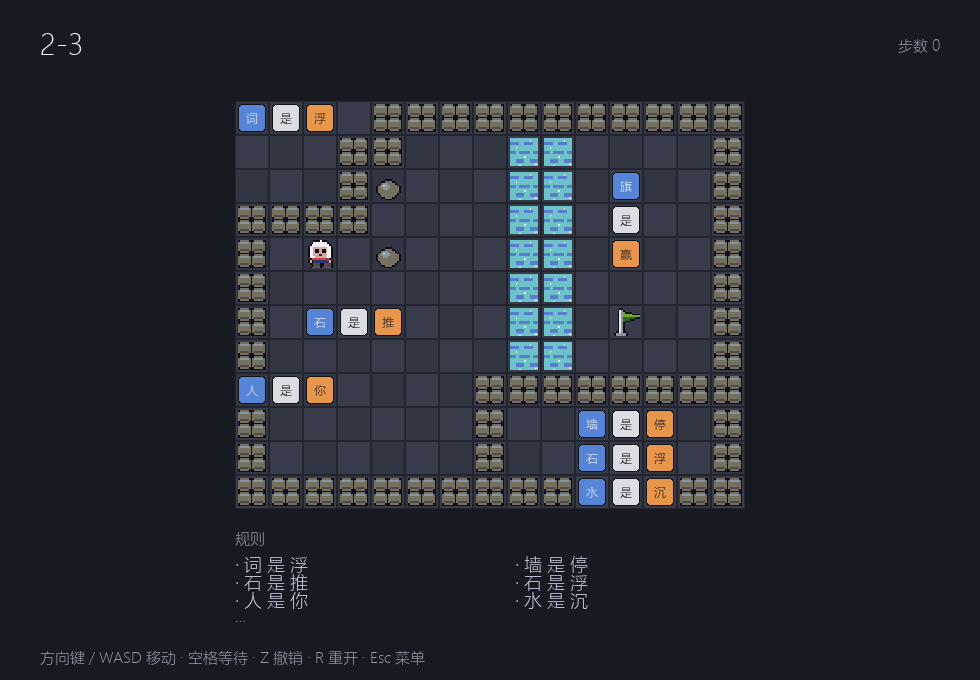 2-3
步数 0
词 是 浮
旗
是
赢
石 是 推
人 是 你
墙 是 停
石 是 浮
水 是 沉
规则
· 词 是 浮
· 墙 是 停
· 石 是 推
· 石 是 浮
· 人 是 你
· 水 是 沉
...
方向键 / WASD 移动 · 空格等待 · Z 撤销 · R 重开 · Esc 菜单